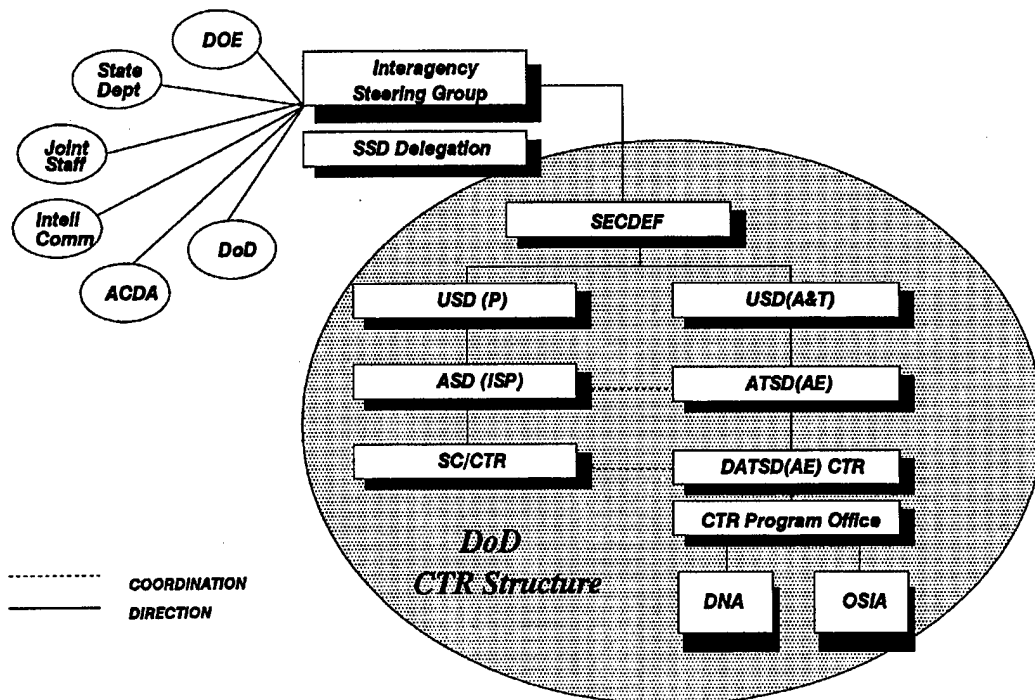 DOE
State
Dept
Joint
Staff
Intell
Comm
ACDA
DoD
Interagency
Steering Group
SSD Delegation
SECDEF
USD (P)
USD(A&T)
ASD (ISP)
ATSD(AE)
SC/CTR
DATSD(AE) CTR
CTR Program Office
DNA
OSIA
DoD
CTR Structure
COORDINATION
DIRECTION